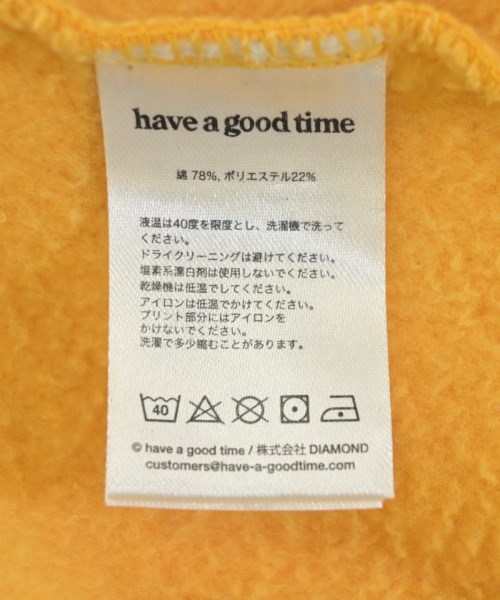 have a good time
綿 78%, ポリエステル22%
液温は40度を限度とし、洗濯機で洗って
ください。
ドライクリーニングは避けてください。
塩素系漂白剤は使用しないでください。
乾燥機は低温でしてください。
アイロンは低温でかけてください。
プリント部分にはアイロンを
かけないでください。
洗濯で多少縮むことがあります。
40
© have a good time / 株式会社 DIAMOND
customers@have-a-goodtime.com